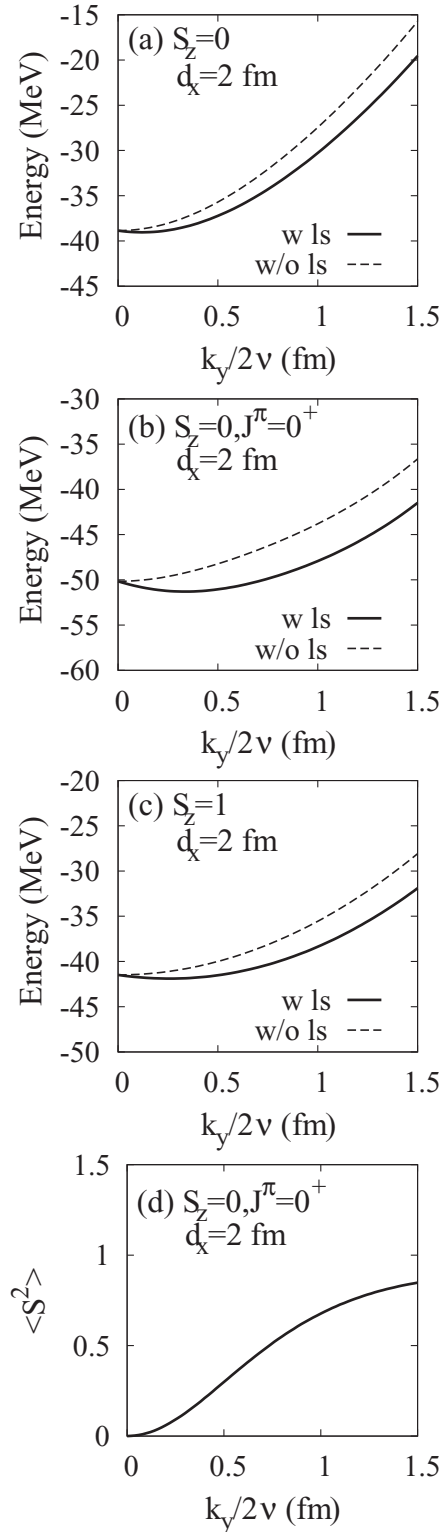 (a) S_z=0
d_x=2 fm
-15
-20
-25
-30
-35
-40
-45
Energy (MeV)
w ls
w/o ls
0 0.5 1 1.5
k_y/2ν (fm)
(b) S_z=0,J^π=0^+
d_x=2 fm
-30
-35
-40
-45
-50
-55
-60
Energy (MeV)
w ls
w/o ls
0 0.5 1 1.5
k_y/2ν (fm)
(c) S_z=1
d_x=2 fm
-20
-25
-30
-35
-40
-45
-50
Energy (MeV)
w ls
w/o ls
0 0.5 1 1.5
k_y/2ν (fm)
(d) S_z=0,J^π=0^+
d_x=2 fm
1.5
1
0.5
0
<S^2>
0 0.5 1 1.5
k_y/2ν (fm)